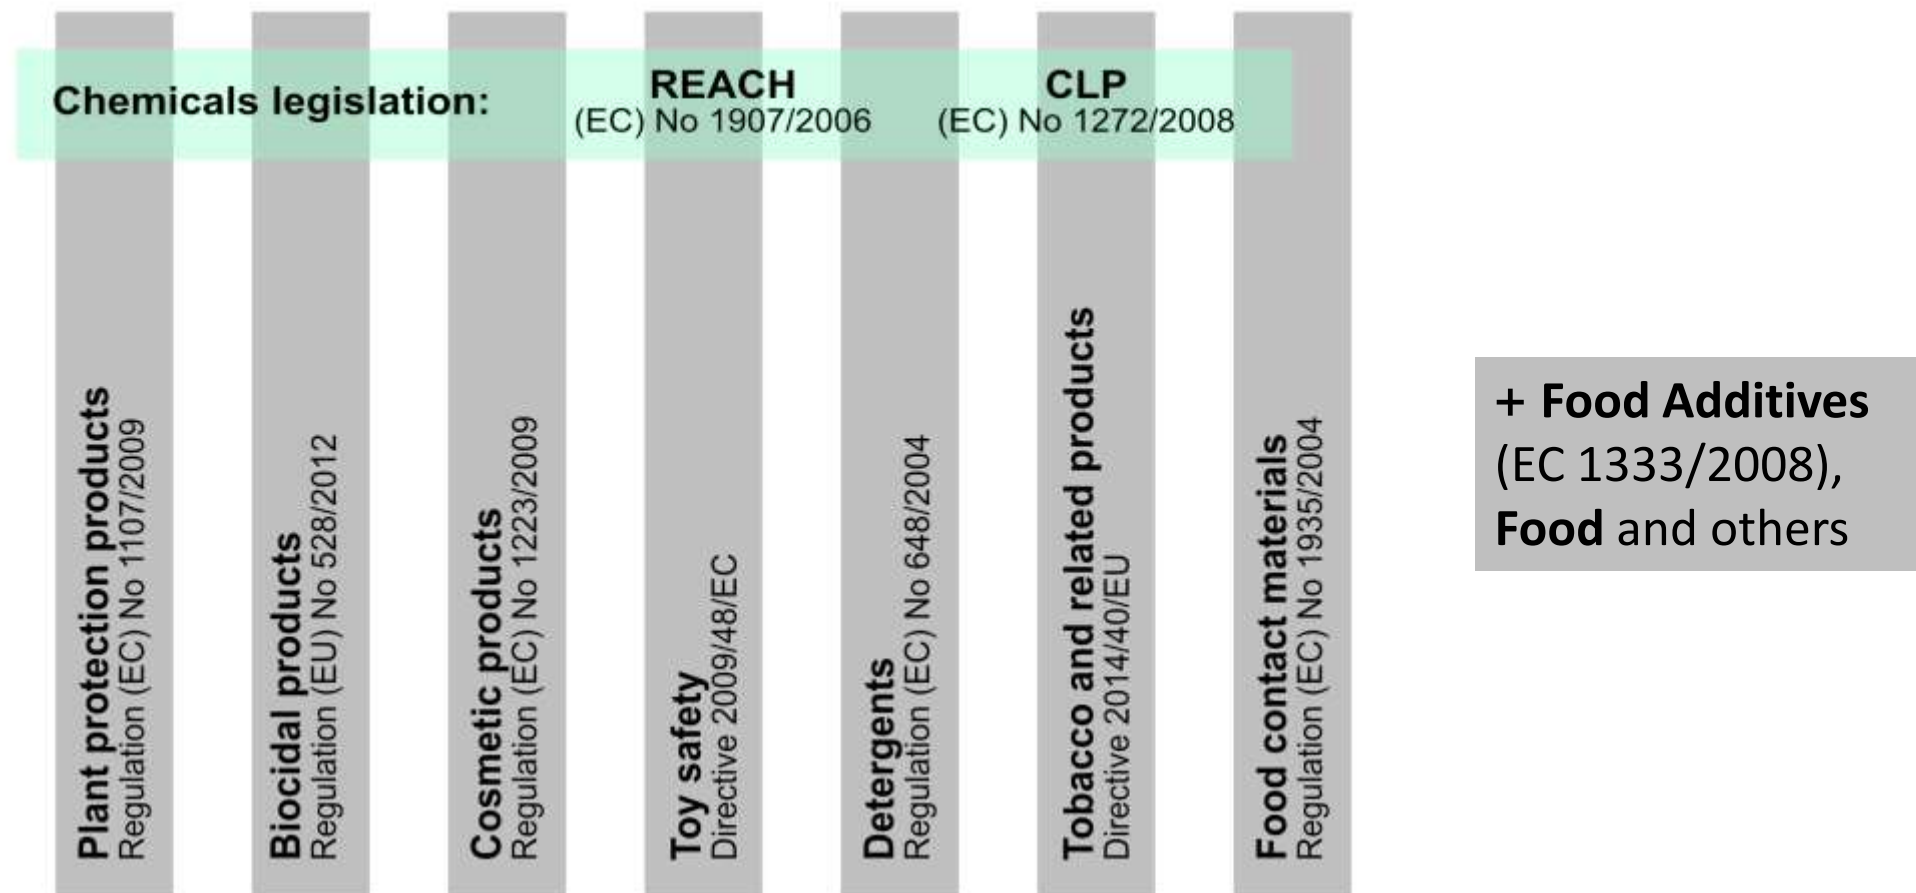 Chemicals legislation:
REACH
(EC) No 1907/2006
CLP
(EC) No 1272/2008
Plant protection products
Regulation (EC) No 1107/2009
Biocidal products
Regulation (EU) No 528/2012
Cosmetic products
Regulation (EC) No 1223/2009
Toy safety
Directive 2009/48/EC
Detergents
Regulation (EC) No 648/2004
Tobacco and related products
Directive 2014/40/EU
Food contact materials
Regulation (EC) No 1935/2004
+ Food Additives
(EC 1333/2008),
Food and others